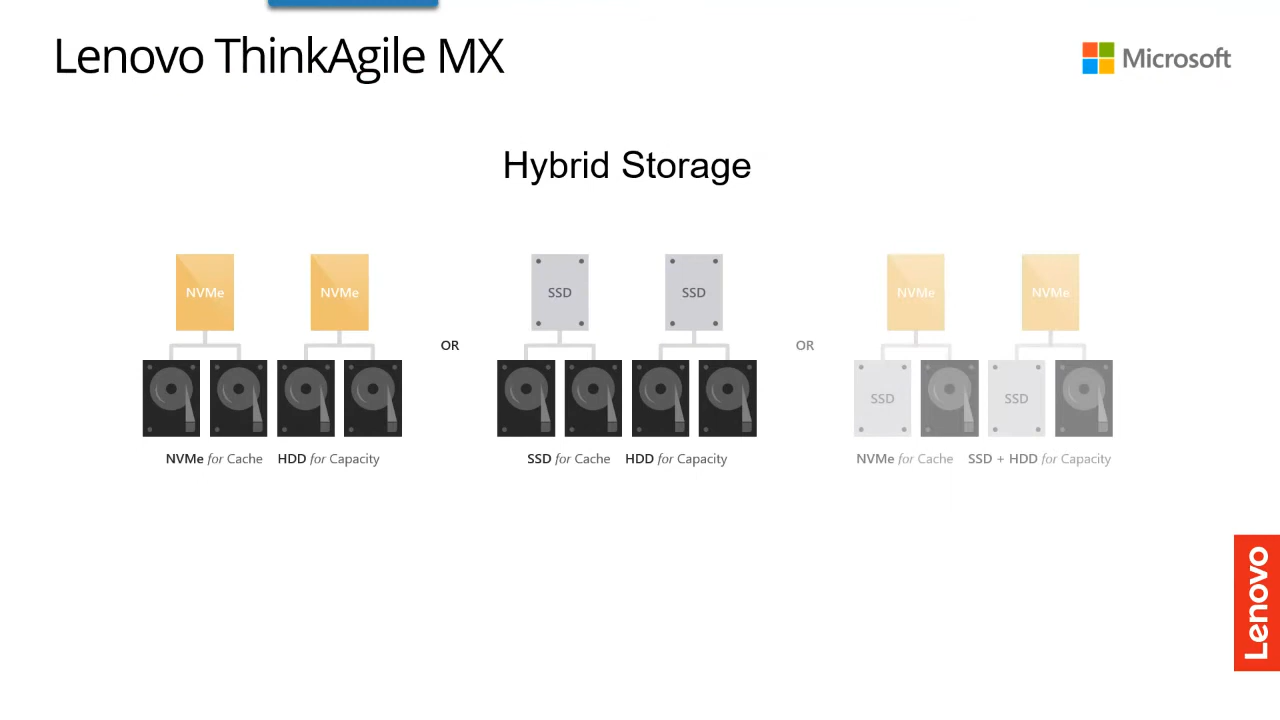 Lenovo ThinkAgile MX
Microsoft
Hybrid Storage
NVMe
NVMe
OR
SSD
SSD
OR
NVMe
NVMe
SSD
SSD
NVMe for Cache HDD for Capacity
SSD for Cache HDD for Capacity
NVMe for Cache SSD + HDD for Capacity
Lenovo